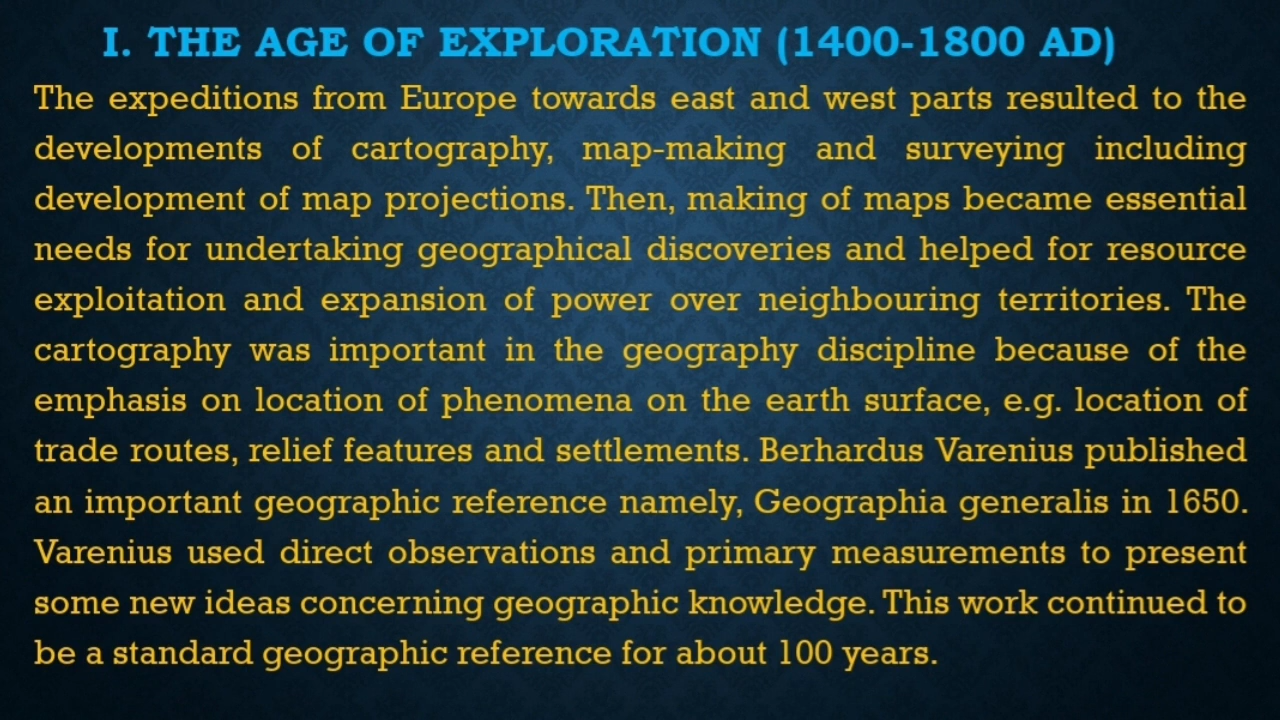 I. THE AGE OF EXPLORATION (1400-1800 AD)
The expeditions from Europe towards east and west parts resulted to the
developments of cartography, map-making and surveying including
development of map projections. Then, making of maps became essential
needs for undertaking geographical discoveries and helped for resource
exploitation and expansion of power over neighbouring territories. The
cartography was important in the geography discipline because of the
emphasis on location of phenomena on the earth surface, e.g. location of
trade routes, relief features and settlements. Berhardus Varenius published
an important geographic reference namely, Geographia generalis in 1650.
Varenius used direct observations and primary measurements to present
some new ideas concerning geographic knowledge. This work continued to
be a standard geographic reference for about 100 years.